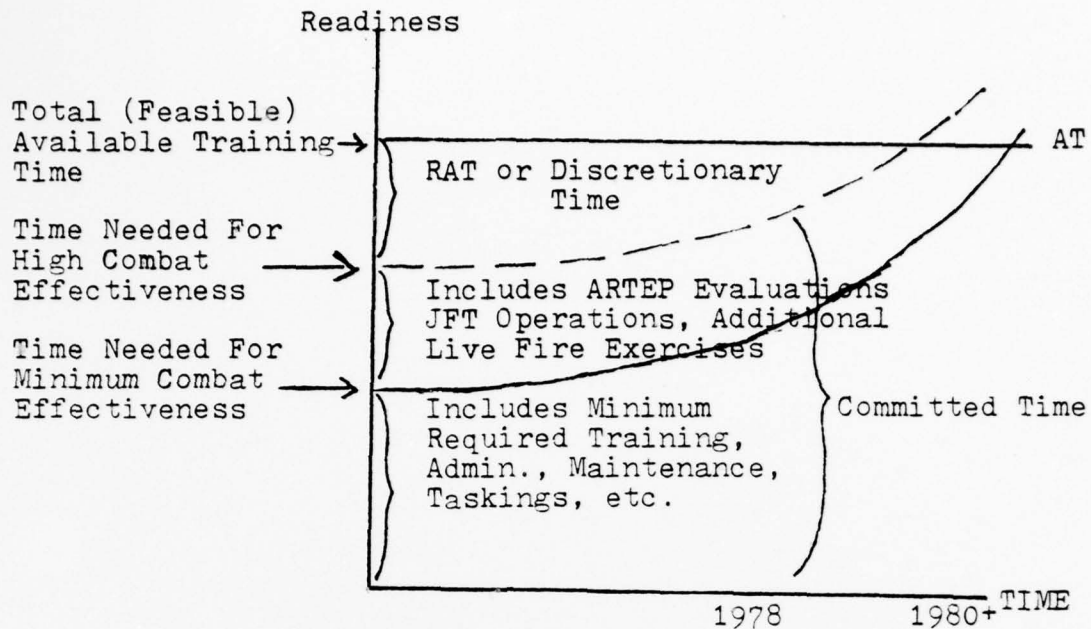 Readiness
Total (Feasible)
Available Training
Time
AT
RAT or Discretionary
Time
Time Needed For
High Combat
Effectiveness
Includes ARTEP Evaluations
JFT Operations, Additional
Live Fire Exercises
Time Needed For
Minimum Combat
Effectiveness
Includes Minimum
Required Training,
Admin., Maintenance,
Taskings, etc.
Committed Time
1978
1980+
TIME